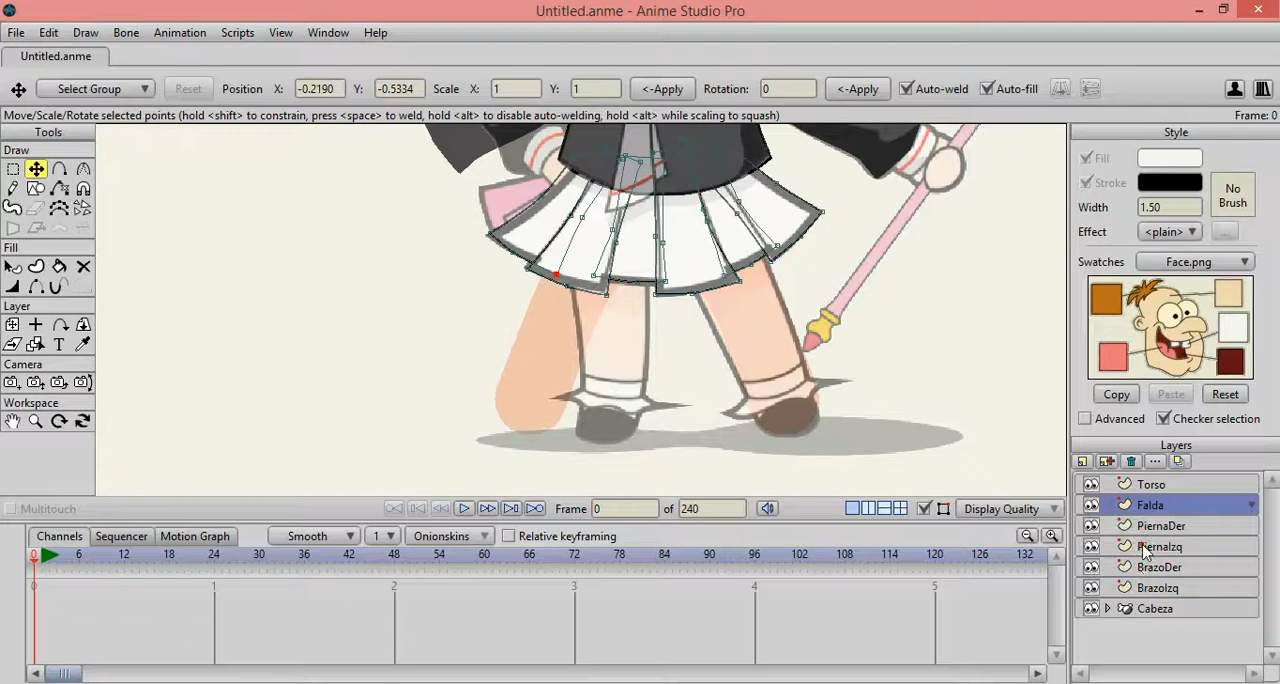 Untitled.anme - Anime Studio Pro
File Edit Draw Bone Animation Scripts View Window Help
Untitled.anme
Select Group Reset Position X: -0.2190 Y: -0.5334 Scale X: 1 Y: 1 <-Apply Rotation: 0 <-Apply Auto-weld Auto-fill
Move/Scale/Rotate selected points (hold <shift> to constrain, press <space> to weld, hold <alt> to disable auto-welding, hold <alt> while scaling to squash) Frame: 0
Tools
Draw
Fill
Layer
Camera
Workspace
Style
Fill
Stroke
No Brush
Width 1.50
Effect <plain> ...
Swatches Face.png
Copy Paste Reset
Advanced Checker selection
Layers
Torso
Falda
PiernaDer
PiernaIzq
BrazoDer
BrazoIzq
Cabeza
Multitouch Frame 0 of 240 Display Quality
Channels Sequencer Motion Graph Smooth 1 Onionskins Relative keyframing
0 6 12 18 24 30 36 42 48 54 60 66 72 78 84 90 96 102 108 114 120 126 132
0 1 2 3 4 5